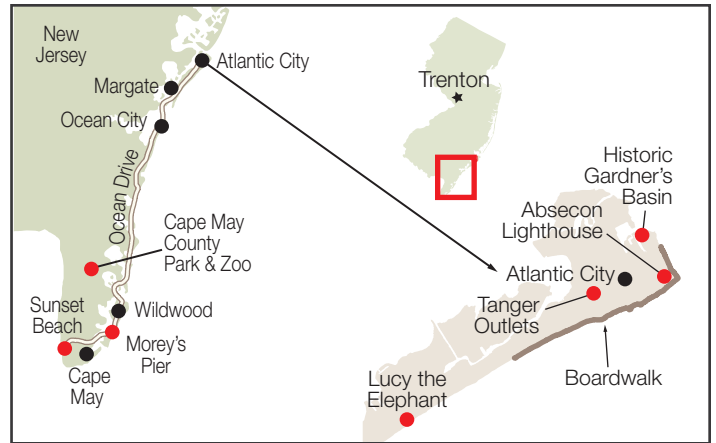 New
Jersey
Atlantic City
Margate
Ocean City
Ocean Drive
Cape May
County
Park & Zoo
Wildwood
Sunset
Beach
Morey's
Pier
Cape
May
Trenton
Historic
Gardner's
Basin
Absecon
Lighthouse
Atlantic City
Tanger
Outlets
Boardwalk
Lucy the
Elephant